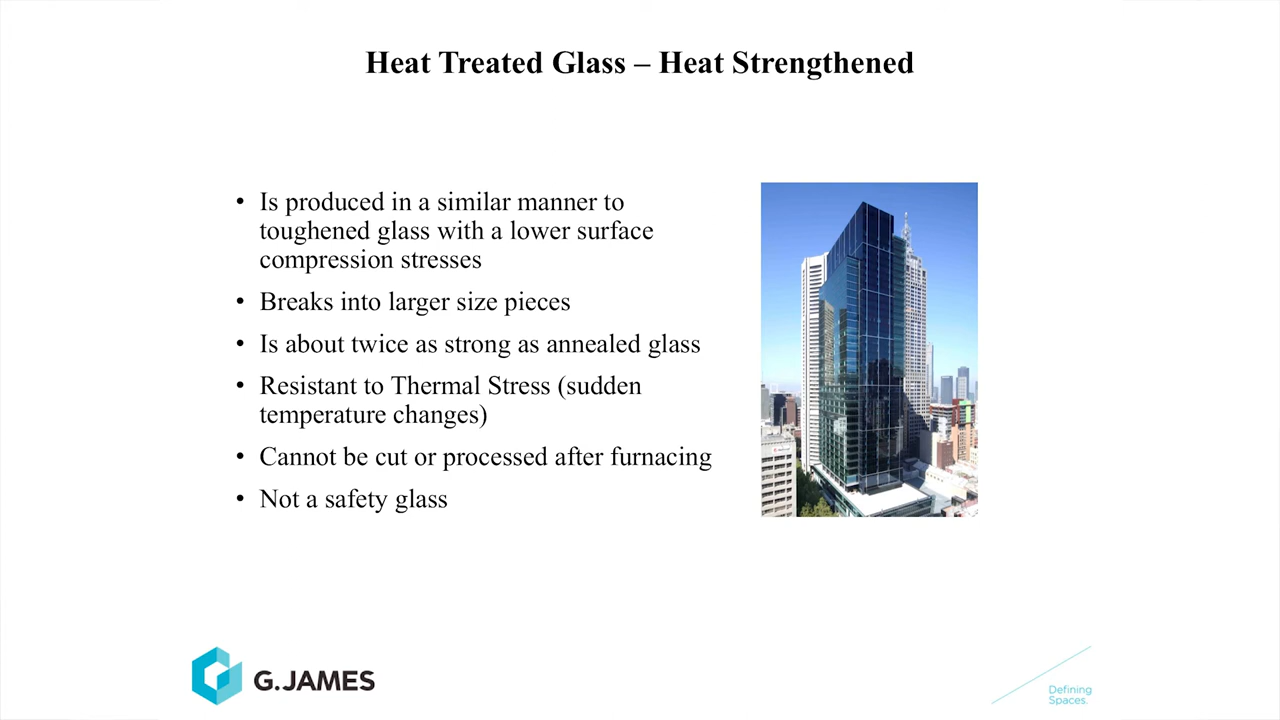 Heat Treated Glass – Heat Strengthened
• Is produced in a similar manner to
toughened glass with a lower surface
compression stresses
• Breaks into larger size pieces
• Is about twice as strong as annealed glass
• Resistant to Thermal Stress (sudden
temperature changes)
• Cannot be cut or processed after furnacing
• Not a safety glass
G.JAMES
Defining
Spaces.